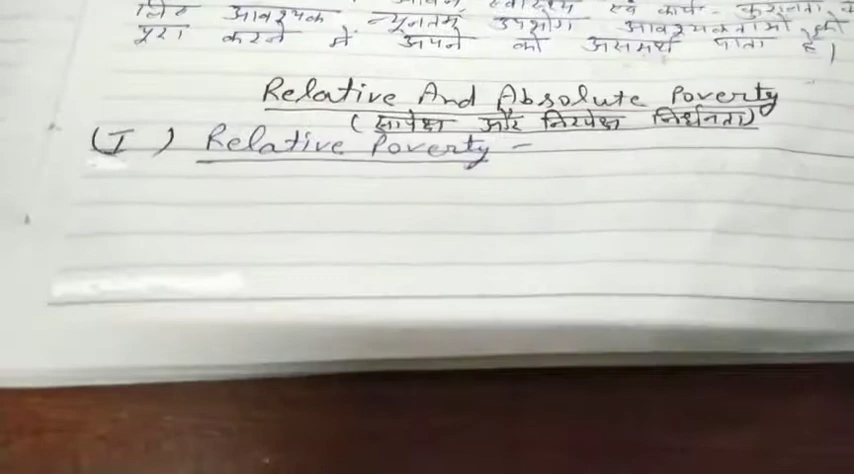 लिए आवश्यक न्यूनतम उपभोग आवश्यकताओं को
पूरा करने में अपने को असमर्थ पाता है।
Relative And Absolute Poverty
(सापेक्ष और निरपेक्ष निर्धनता)
(I) Relative Poverty -